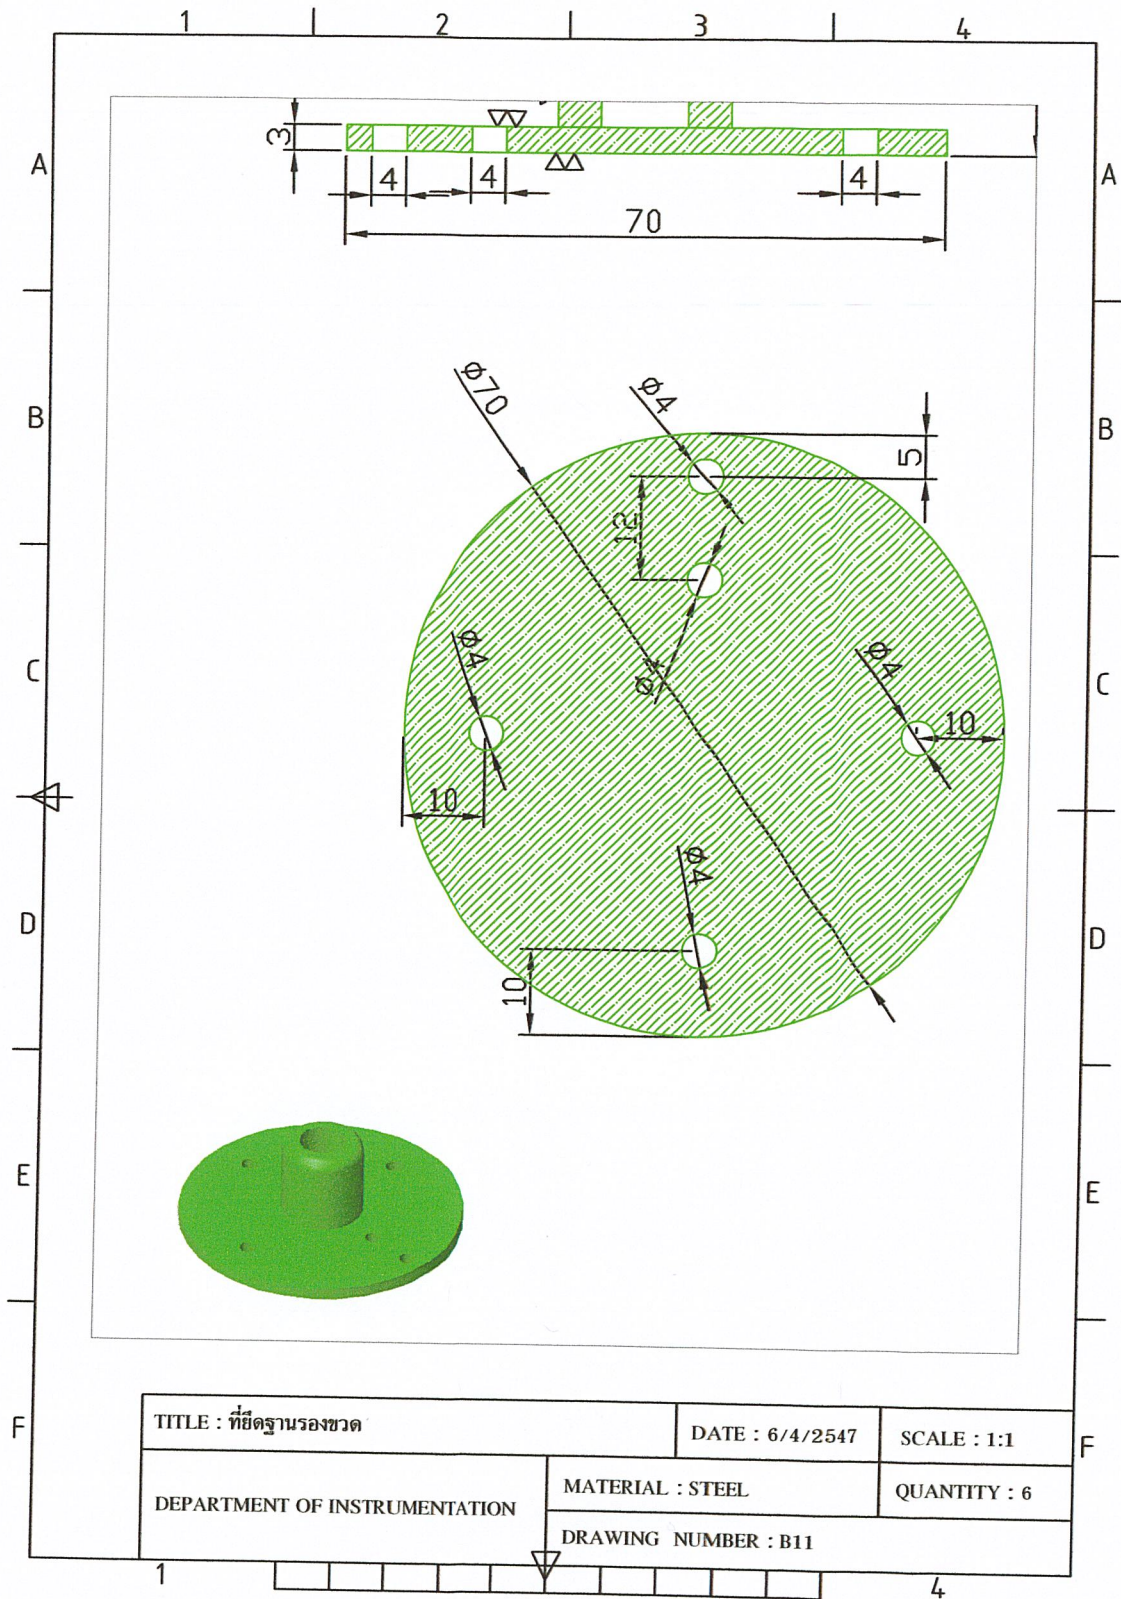 1 2 3 4
A A
3
4 4 4
70
B B
Ø70 Ø4
5
12
C C
Ø4 Ø4 Ø4
10
10
D D
Ø4
10
E E
F F
TITLE : ที่ยึดฐานรองขวด
DATE : 6/4/2547
SCALE : 1:1
DEPARTMENT OF INSTRUMENTATION
MATERIAL : STEEL
QUANTITY : 6
DRAWING NUMBER : B11
1 4